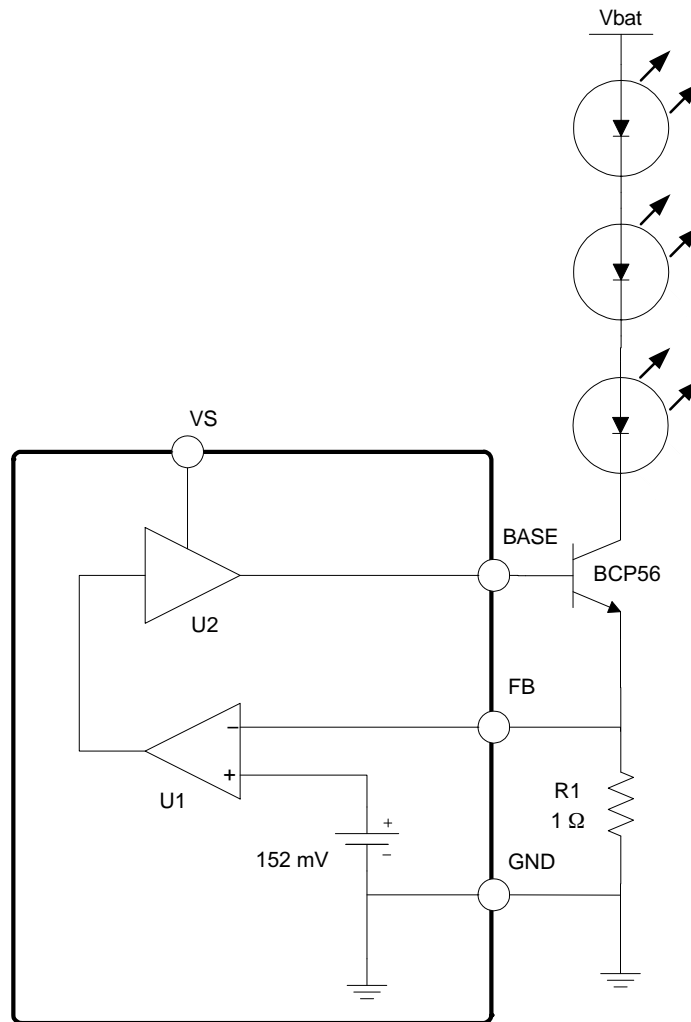 Vbat
VS
BASE
BCP56
U2
FB
−
+
U1
R1
1 Ω
+
−
152 mV
GND